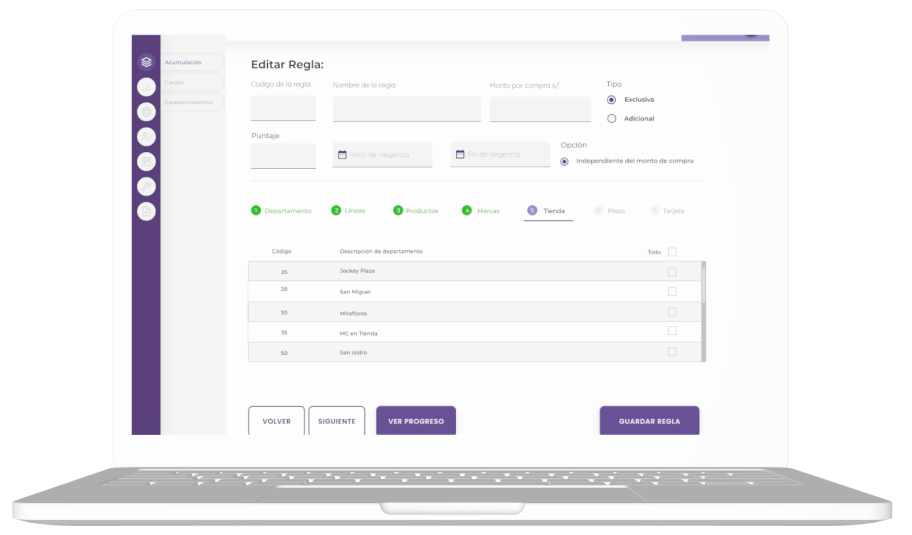 Acumulación
Canjes
Establecimientos
Editar Regla:
Codigo de la regla
Nombre de la regla
Monto por compra s/.
Tipo
Exclusiva
Adicional
Puntaje
Inicio de viegencia
Fin de viegencia
Opción
Independiente del monto de compra
1 Departamento
2 Lineas
3 Productos
4 Marcas
5 Tienda
6 Plazo
7 Tarjeta
Código Descripcion de departamento Todo
25 Jockey Plaza
28 San Miguel
30 Miraflores
35 MC en Tienda
50 San Isidro
VOLVER
SIGUIENTE
VER PROGRESO
GUARDAR REGLA